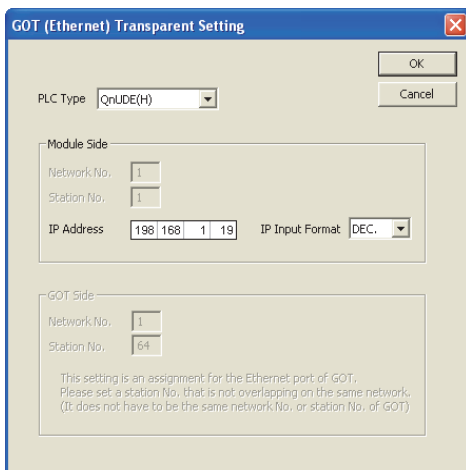 GOT (Ethernet) Transparent Setting
OK
PLC Type QnUDE(H)
Cancel
Module Side
Network No. 1
Station No. 1
IP Address 198 168 1 19 IP Input Format DEC.
GOT Side
Network No. 1
Station No. 64
This setting is an assignment for the Ethernet port of GOT.
Please set a station No. that is not overlapping on the same network.
(It does not have to be the same network No. or station No. of GOT)